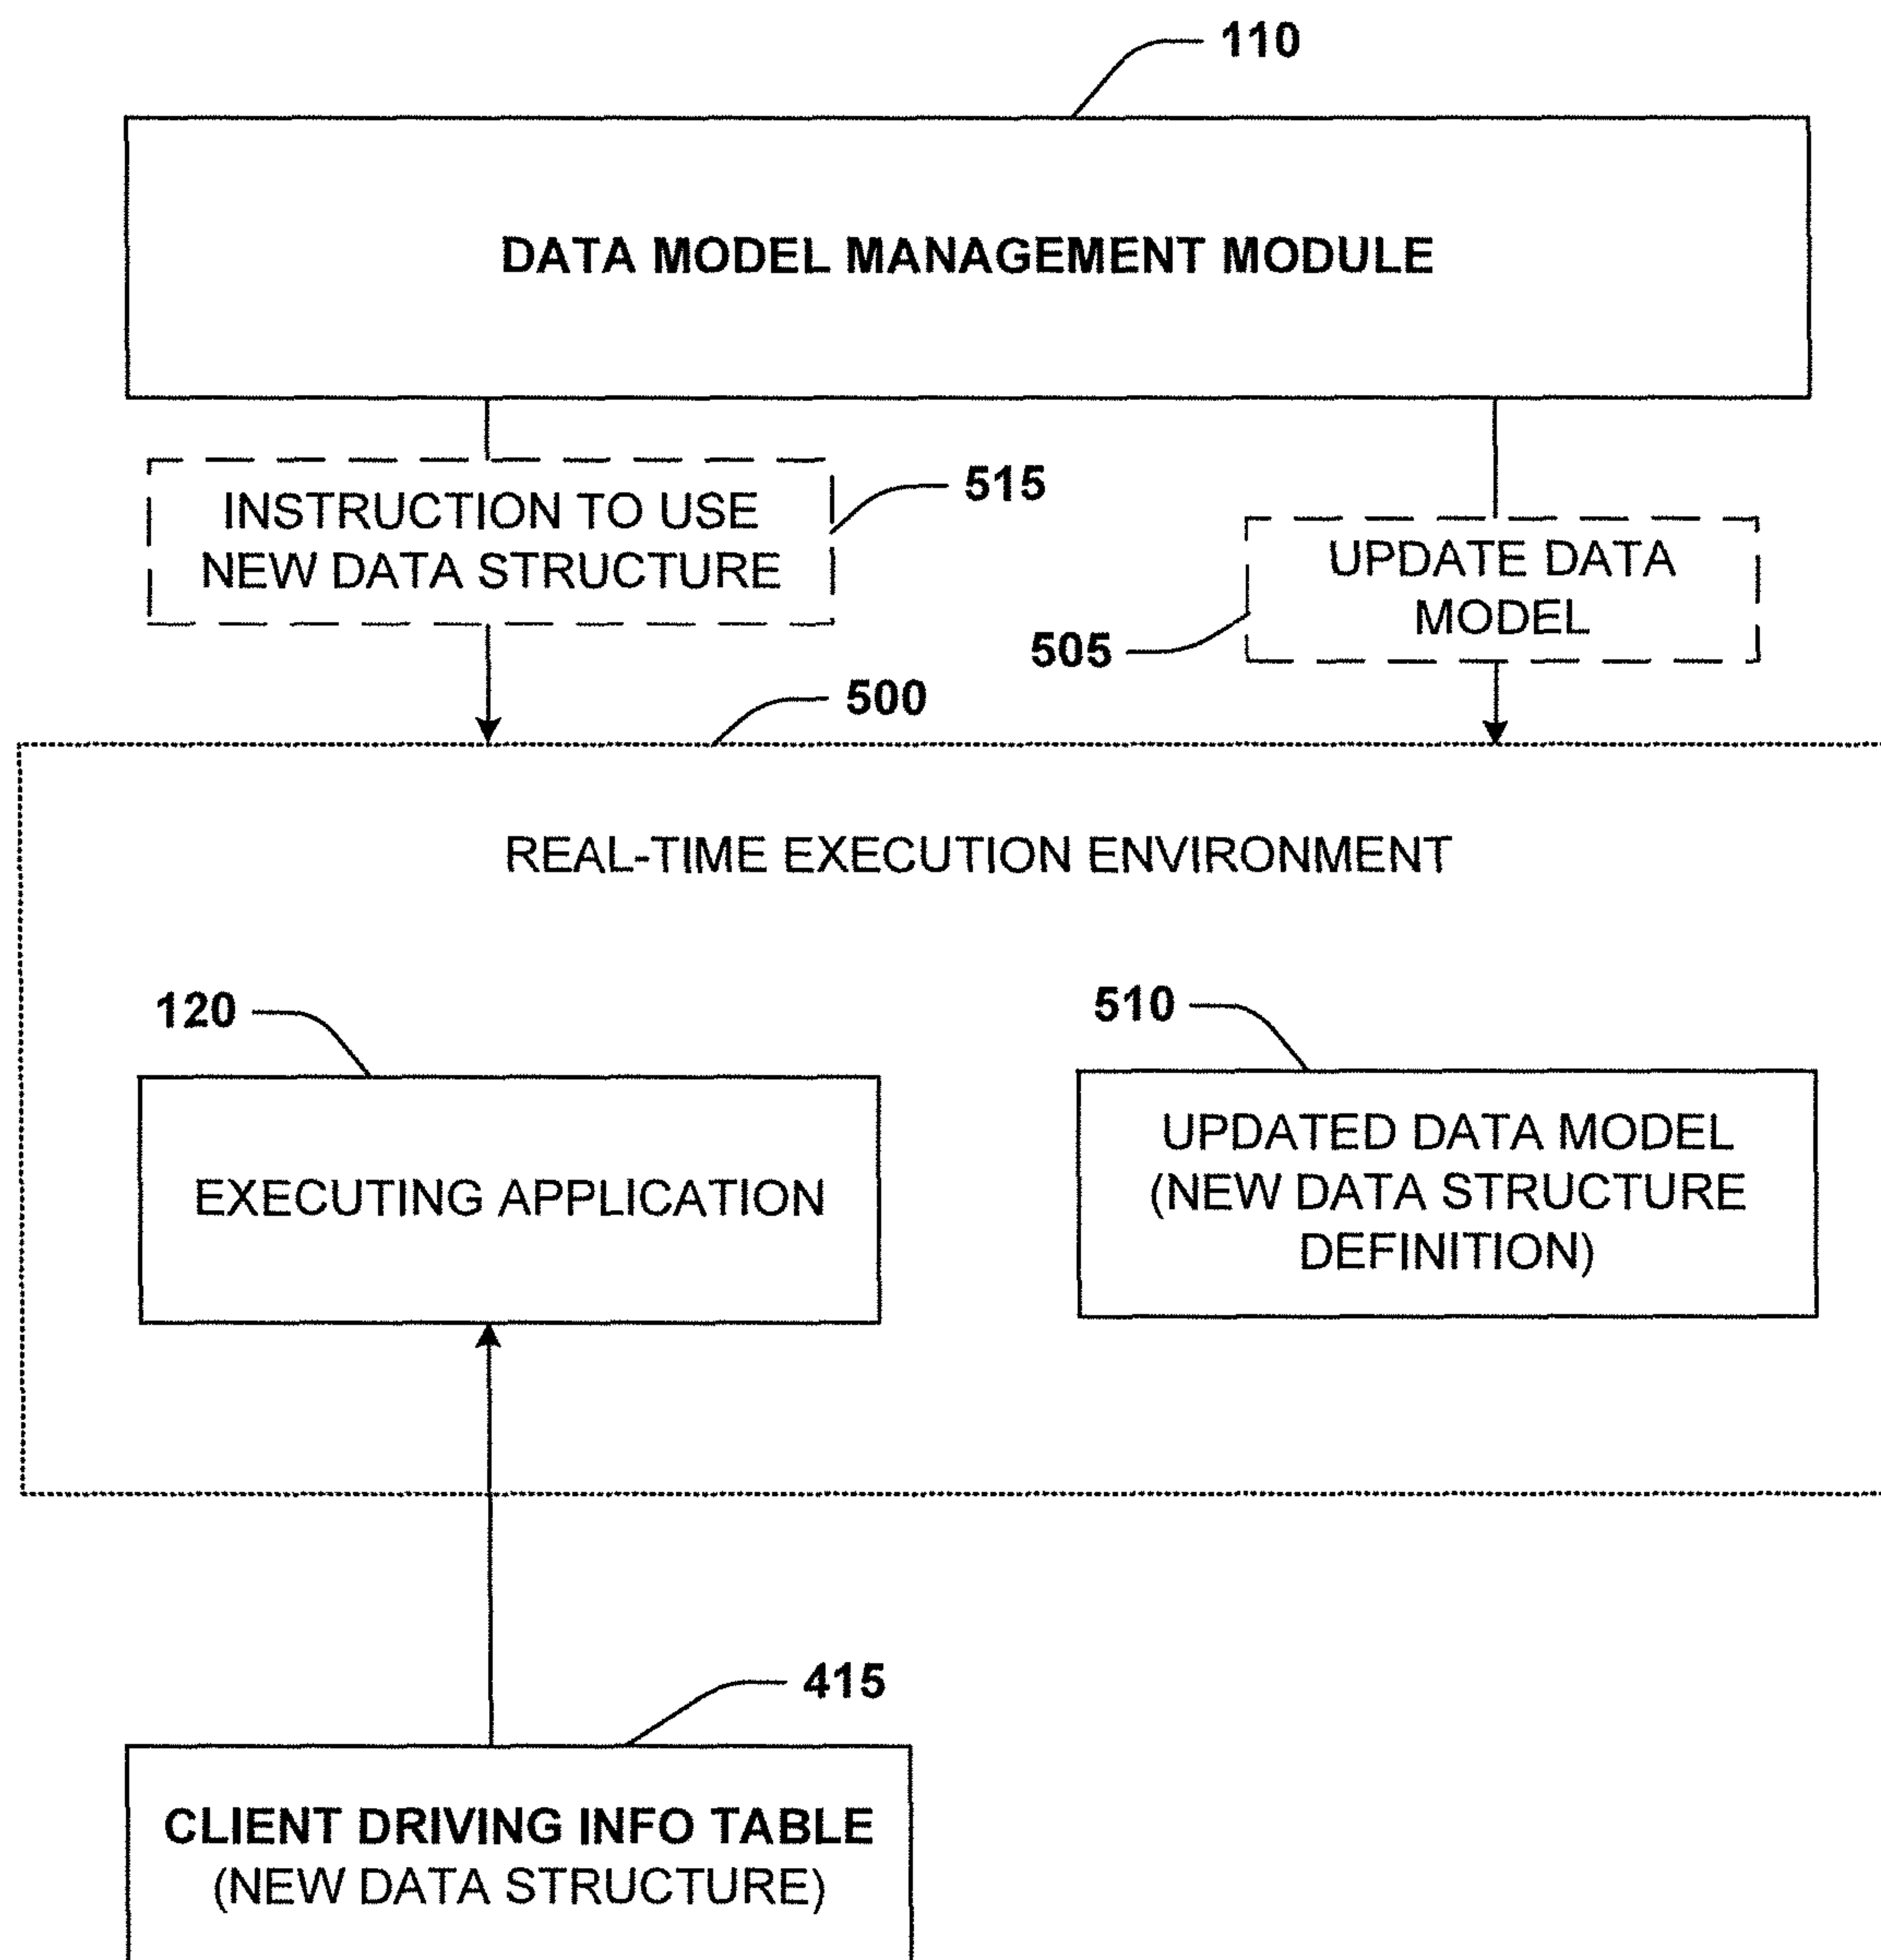 110
DATA MODEL MANAGEMENT MODULE
INSTRUCTION TO USE
NEW DATA STRUCTURE
515
UPDATE DATA
MODEL
505
500
REAL-TIME EXECUTION ENVIRONMENT
120
510
EXECUTING APPLICATION
UPDATED DATA MODEL
(NEW DATA STRUCTURE
DEFINITION)
415
CLIENT DRIVING INFO TABLE
(NEW DATA STRUCTURE)